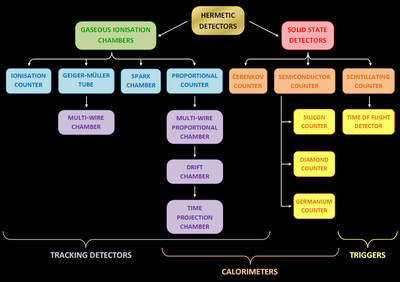 HERMETIC
DETECTORS
GASEOUS IONISATION
CHAMBERS
SOLID STATE
DETECTORS
IONISATION
COUNTER
GEIGER-MÜLLER
TUBE
SPARK
CHAMBER
PROPORTIONAL
COUNTER
ČERENKOV
COUNTER
SEMICONDUCTOR
COUNTER
SCINTILLATING
COUNTER
MULTI-WIRE
CHAMBER
MULTI-WIRE
PROPORTIONAL
CHAMBER
SILICON
COUNTER
TIME OF FLIGHT
DETECTOR
DRIFT
CHAMBER
DIAMOND
COUNTER
TIME
PROJECTION
CHAMBER
GERMANIUM
COUNTER
TRACKING DETECTORS
CALORIMETERS
TRIGGERS